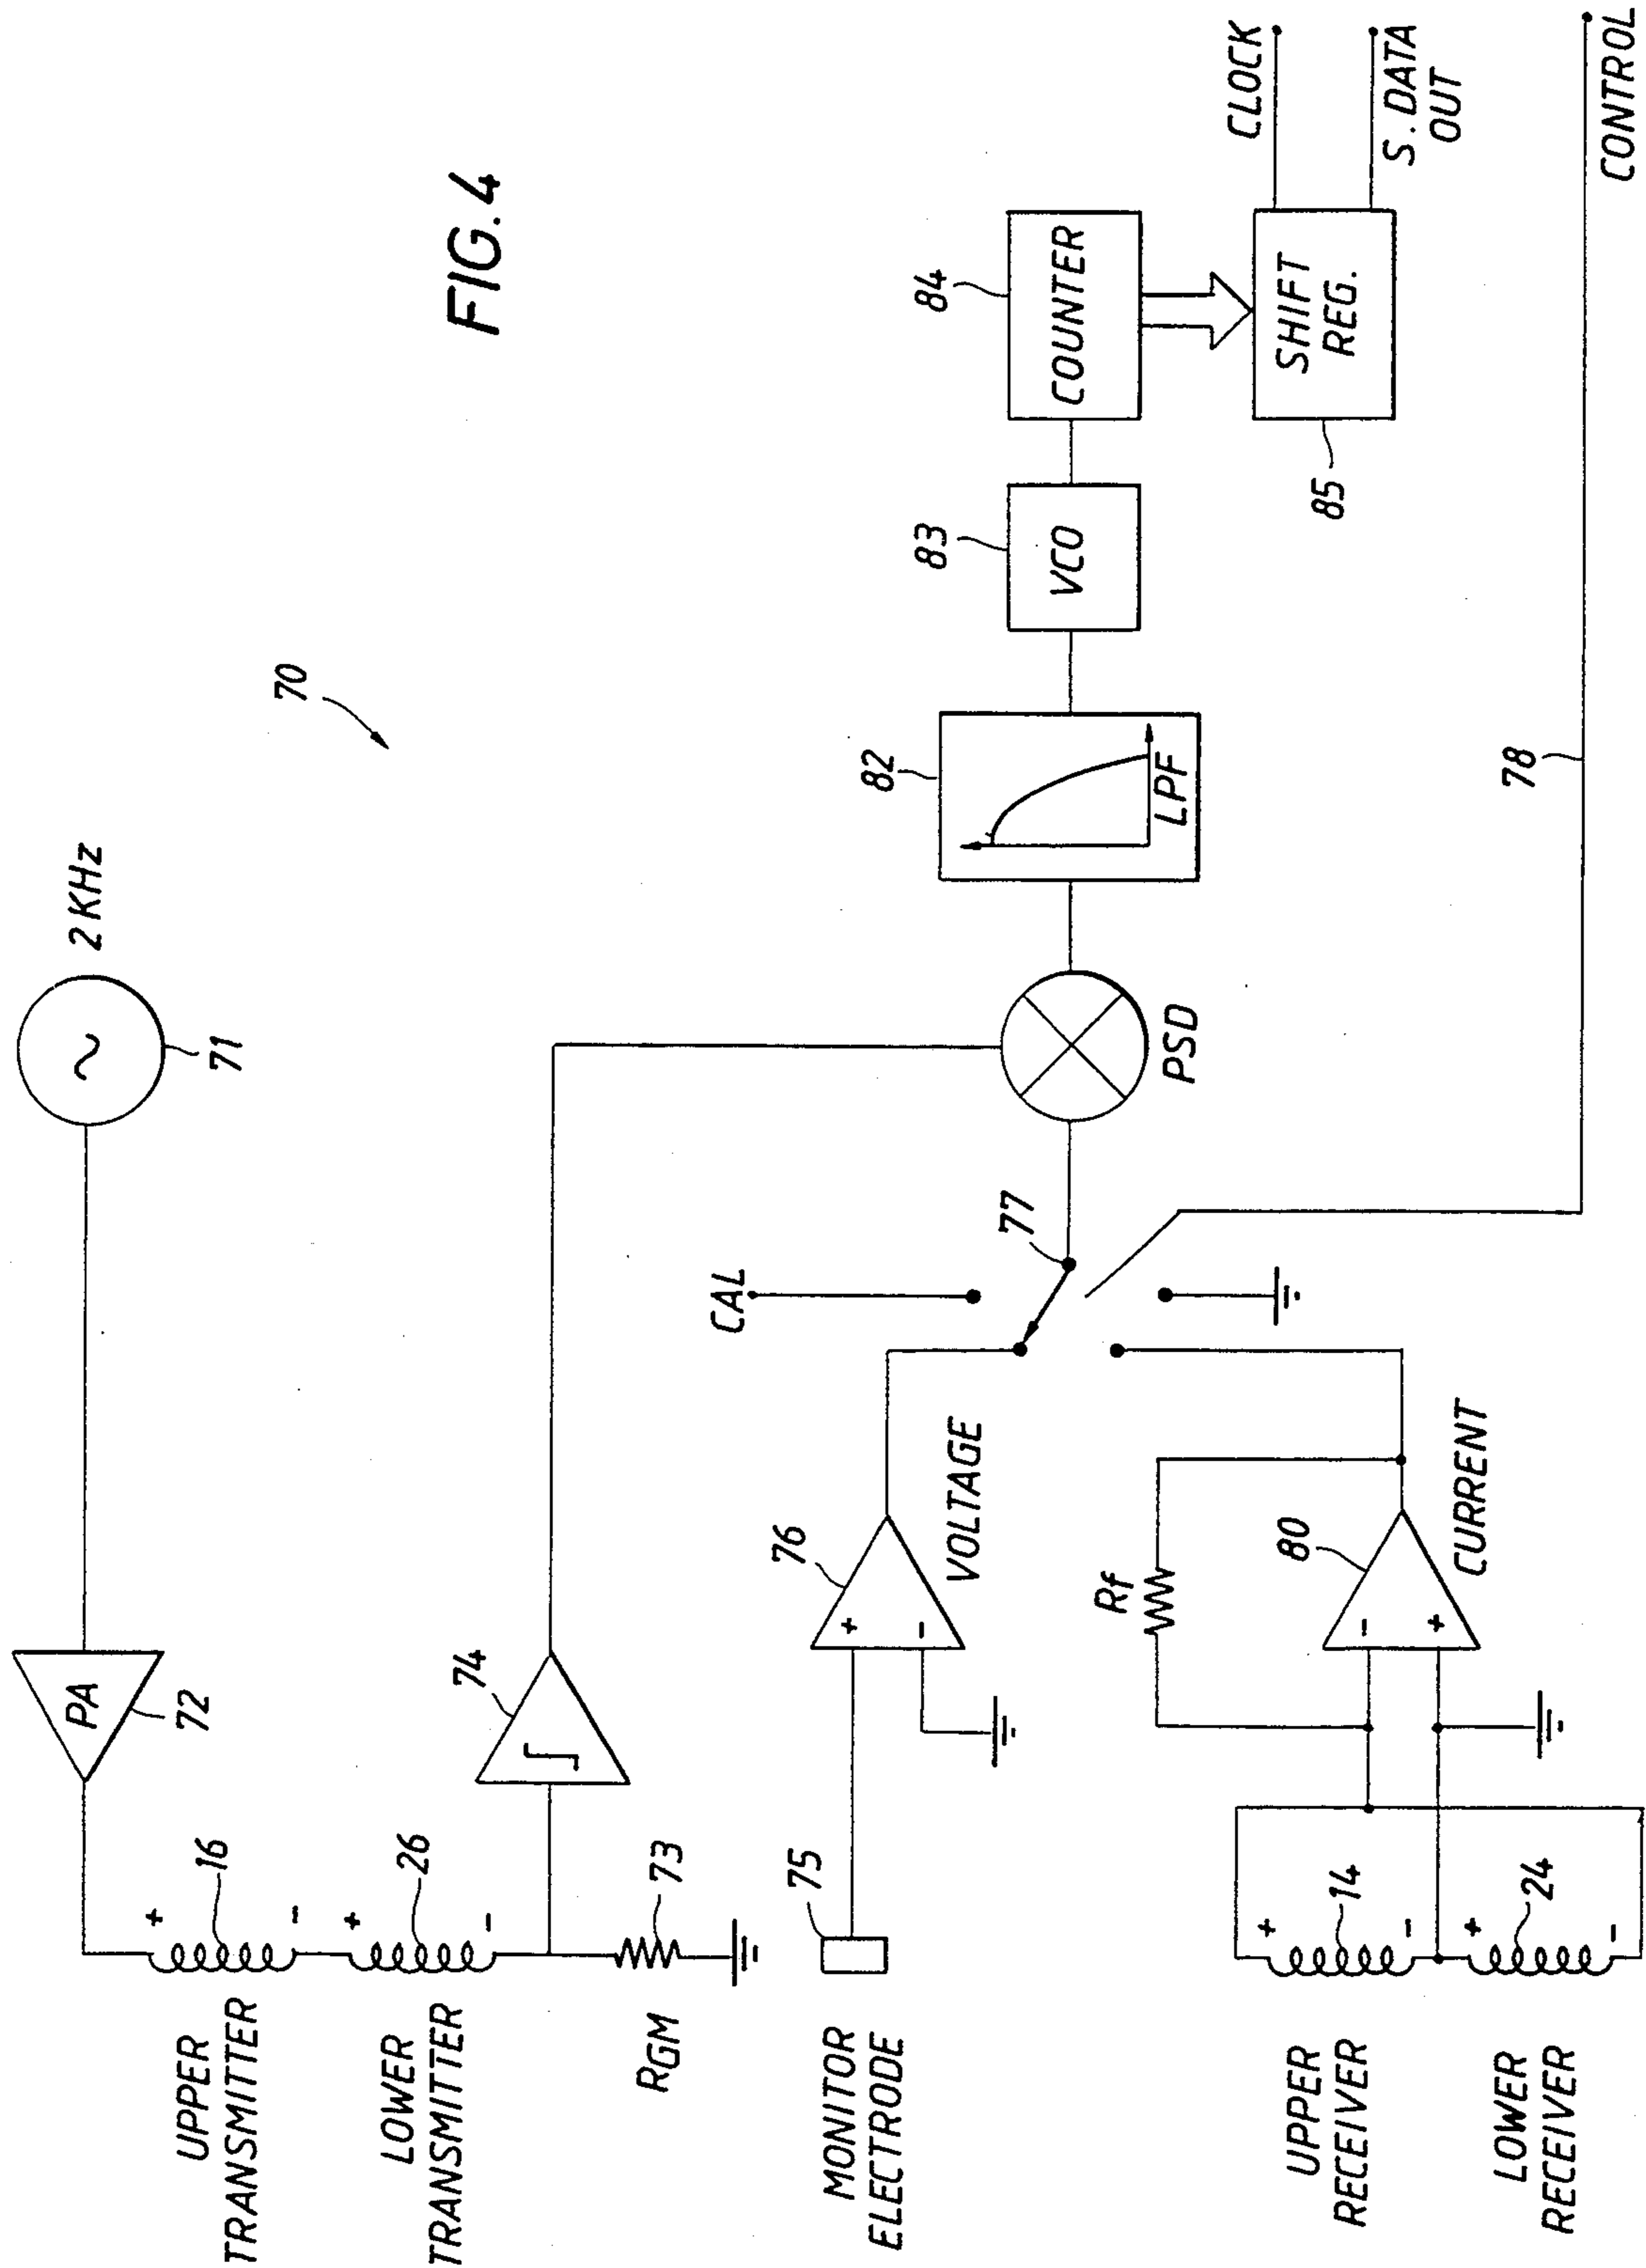 FIG.4
70
2 KHz
71
PA
72
UPPER
TRANSMITTER
16
+
-
LOWER
TRANSMITTER
26
+
-
74
RGM
73
MONITOR
ELECTRODE
75
76
+
-
VOLTAGE
CAL
77
PSD
82
LPF
83
VCO
84
COUNTER
85
SHIFT
REG.
CLOCK
S. DATA
OUT
UPPER
RECEIVER
14
+
-
LOWER
RECEIVER
24
+
-
Rf
80
-
+
CURRENT
78
CONTROL